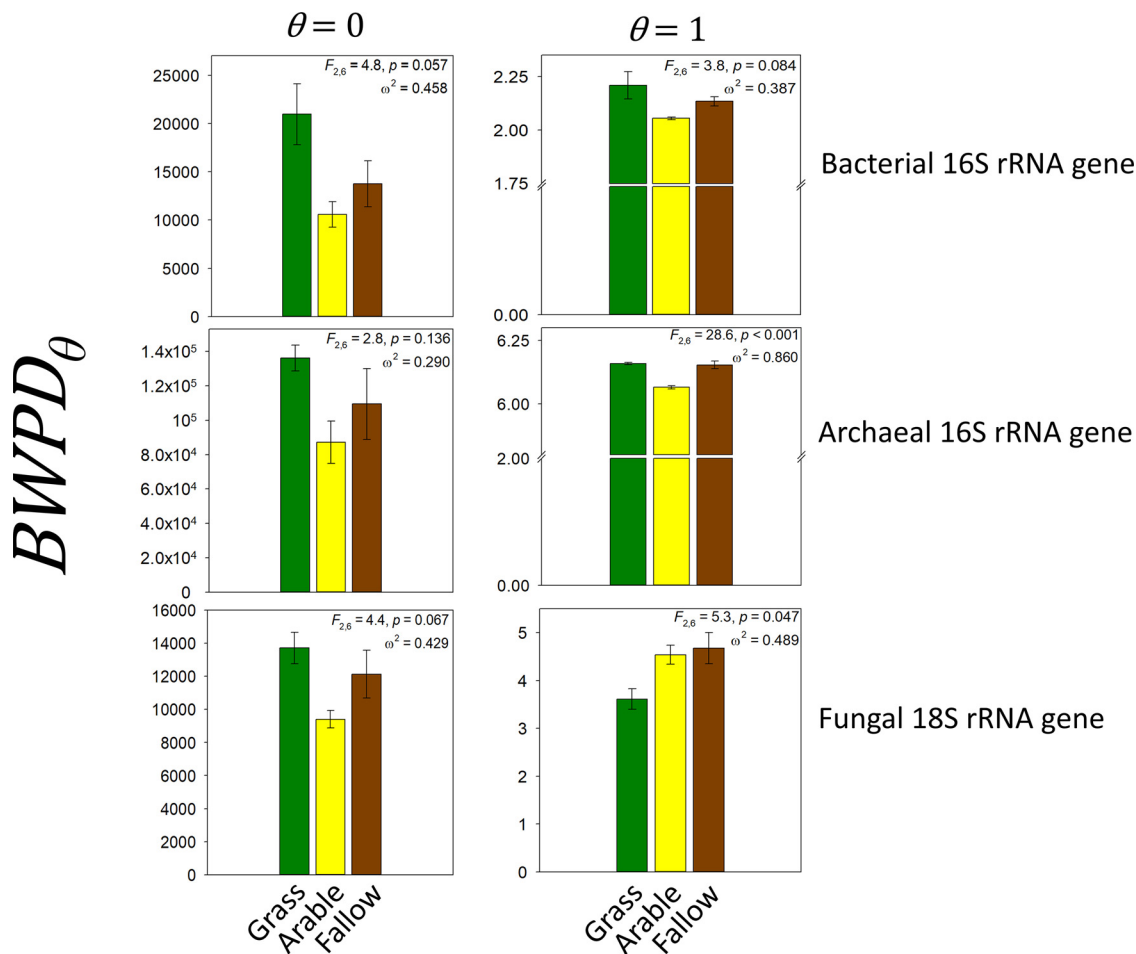 θ = 0
θ = 1
BWPDθ
F2,6 = 4.8, p = 0.057
ω² = 0.458
25000
20000
15000
10000
5000
0
F2,6 = 3.8, p = 0.084
ω² = 0.387
2.25
2.00
1.75
0.00
Bacterial 16S rRNA gene
F2,6 = 2.8, p = 0.136
ω² = 0.290
1.4x10⁵
1.2x10⁵
10⁵
8.0x10⁴
6.0x10⁴
4.0x10⁴
2.0x10⁴
0
F2,6 = 28.6, p < 0.001
ω² = 0.860
6.25
6.00
2.00
0.00
Archaeal 16S rRNA gene
F2,6 = 4.4, p = 0.067
ω² = 0.429
16000
14000
12000
10000
8000
6000
4000
2000
0
F2,6 = 5.3, p = 0.047
ω² = 0.489
5
4
3
2
1
0
Fungal 18S rRNA gene
Grass
Arable
Fallow
Grass
Arable
Fallow